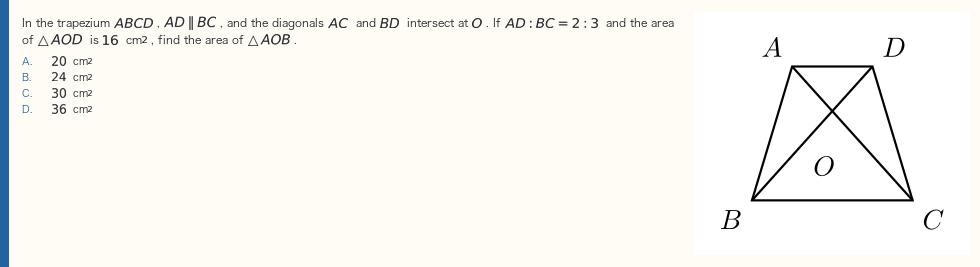 In the trapezium ABCD , AD ∥ BC , and the diagonals AC and BD intersect at O . If AD : BC = 2 : 3 and the area
of △AOD is 16 cm2 , find the area of △AOB .
A. 20 cm2
B. 24 cm2
C. 30 cm2
D. 36 cm2
A D
O
B C